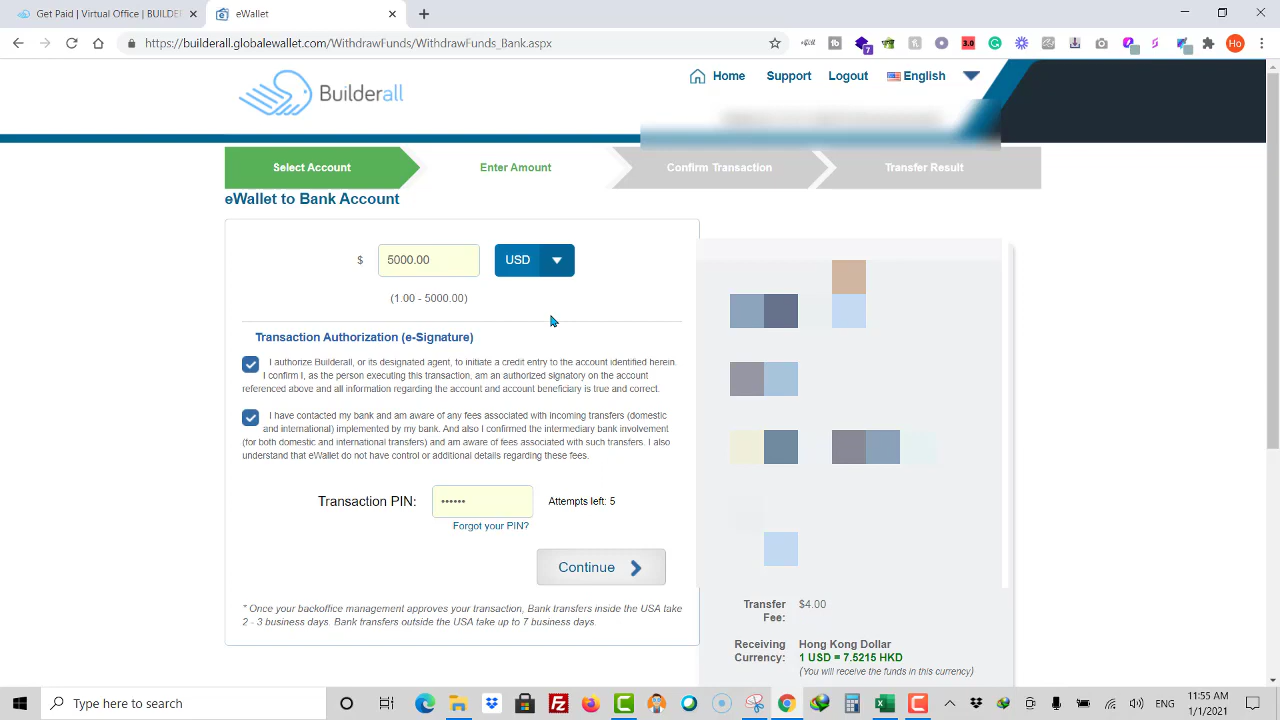 Get Paid | Virtual Office | BUILDER
eWallet
https://builderall.globalewallet.com/WithdrawFunds_Bank.aspx
Builderall
Home
Support
Logout
English
Select Account
Enter Amount
Confirm Transaction
Transfer Result
eWallet to Bank Account
$
5000.00
USD
(1.00 - 5000.00)
Transaction Authorization (e-Signature)
I authorize Builderall, or its designated agent, to initiate a credit entry to the account identified herein.
I confirm I, as the person executing this transaction, am an authorized signatory on the account
referenced above and all information regarding the account and account beneficiary is true and correct.
I have contacted my bank and am aware of any fees associated with incoming transfers (domestic
and international) implemented by my bank. And also I confirmed the intermediary bank involvement
(for both domestic and international transfers) and am aware of fees associated with such transfers. I also
understand that eWallet do not have control or additional details regarding these fees.
Transaction PIN:
••••••
Attempts left: 5
Forgot your PIN?
Continue
* Once your backoffice management approves your transaction, Bank transfers inside the USA take
2 - 3 business days. Bank transfers outside the USA take up to 7 business days.
Transfer
Fee:
$4.00
Receiving
Currency:
Hong Kong Dollar
1 USD = 7.5215 HKD
(You will receive the funds in this currency)
Type here to search
ENG
11:55 AM
1/1/2021
7
3.0
Ho